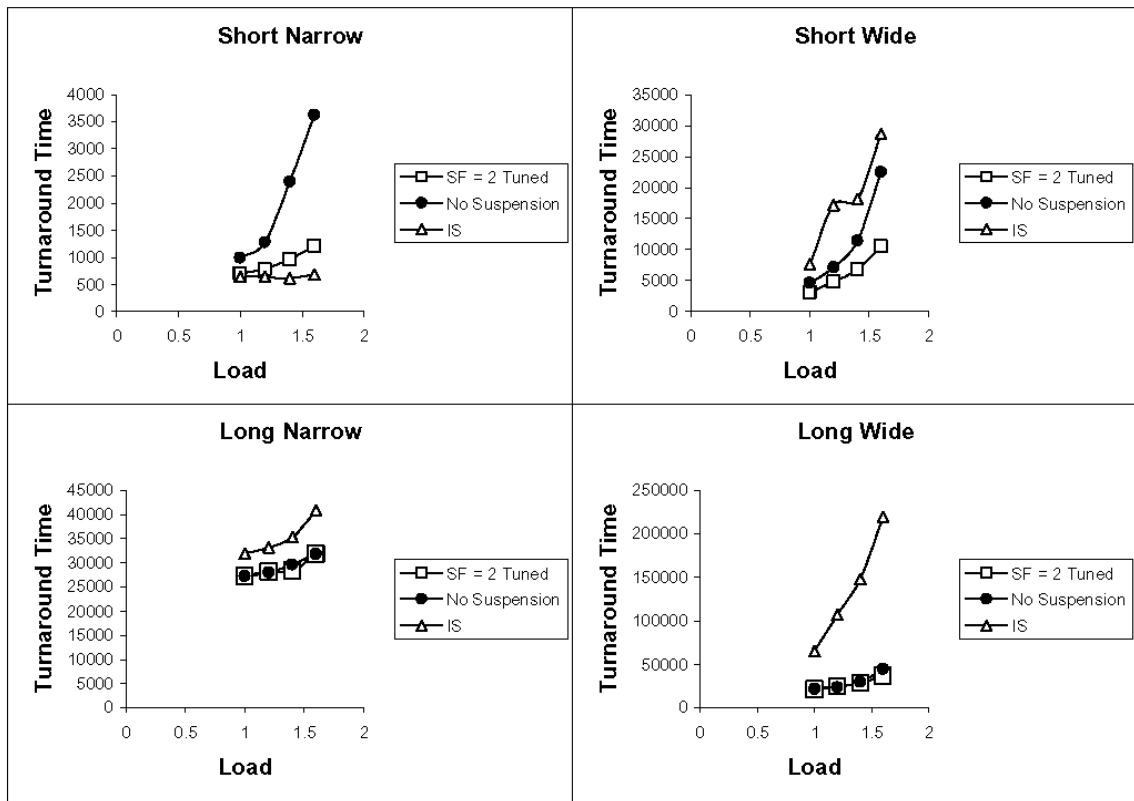 Short Narrow
Turnaround Time
4000
3500
3000
2500
2000
1500
1000
500
0
0
0.5
1
1.5
2
Load
SF = 2 Tuned
No Suspension
IS
Short Wide
Turnaround Time
35000
30000
25000
20000
15000
10000
5000
0
0
0.5
1
1.5
2
Load
SF = 2 Tuned
No Suspension
IS
Long Narrow
Turnaround Time
45000
40000
35000
30000
25000
20000
15000
10000
5000
0
0
0.5
1
1.5
2
Load
SF = 2 Tuned
No Suspension
IS
Long Wide
Turnaround Time
250000
200000
150000
100000
50000
0
0
0.5
1
1.5
2
Load
SF = 2 Tuned
No Suspension
IS